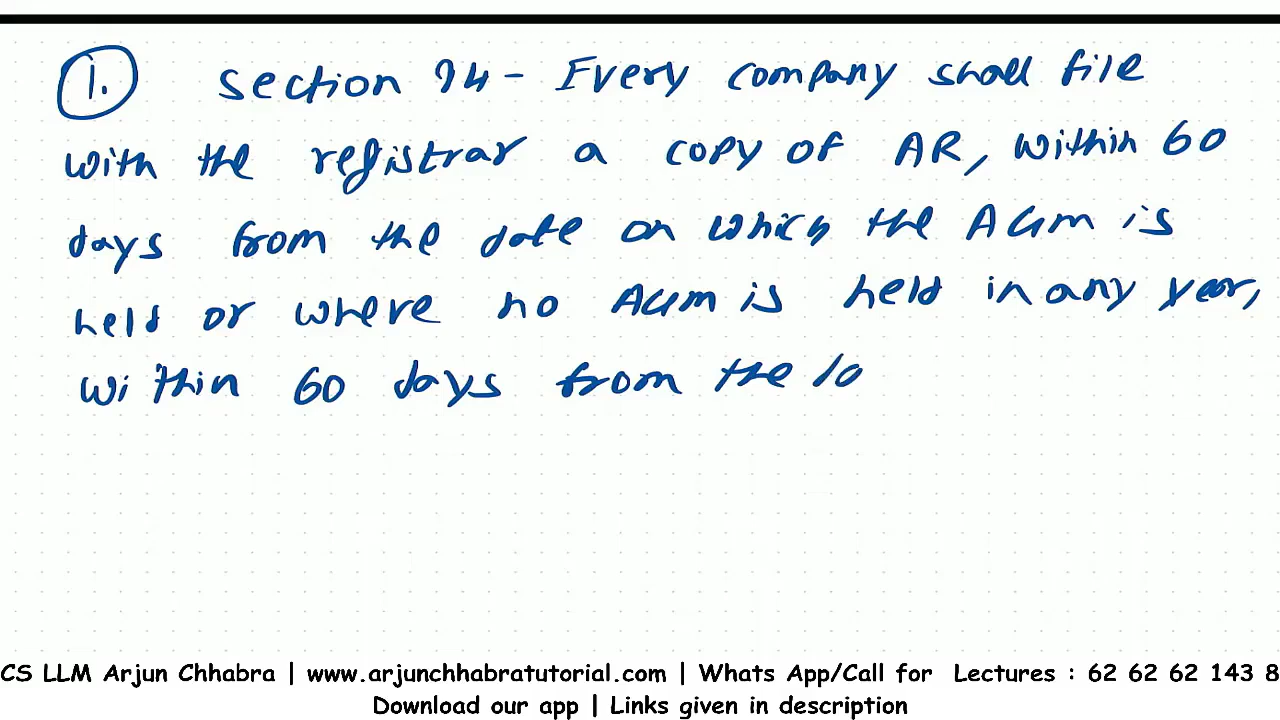 1. Section 94 - Every company shall file
with the registrar a copy of AR, within 60
days from the date on which the AGM is
held or where no AGM is held in any year,
within 60 days from the
CS LLM Arjun Chhabra | www.arjunchhabratutorial.com | Whats App/Call for Lectures : 62 62 62 143 8
Download our app | Links given in description